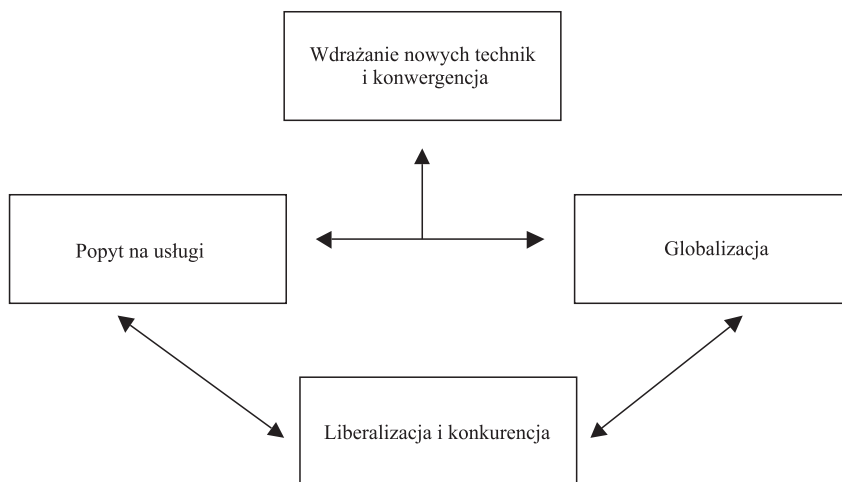 Wdrażanie nowych technik
i konwergencja
Popyt na usługi
Globalizacja
Liberalizacja i konkurencja